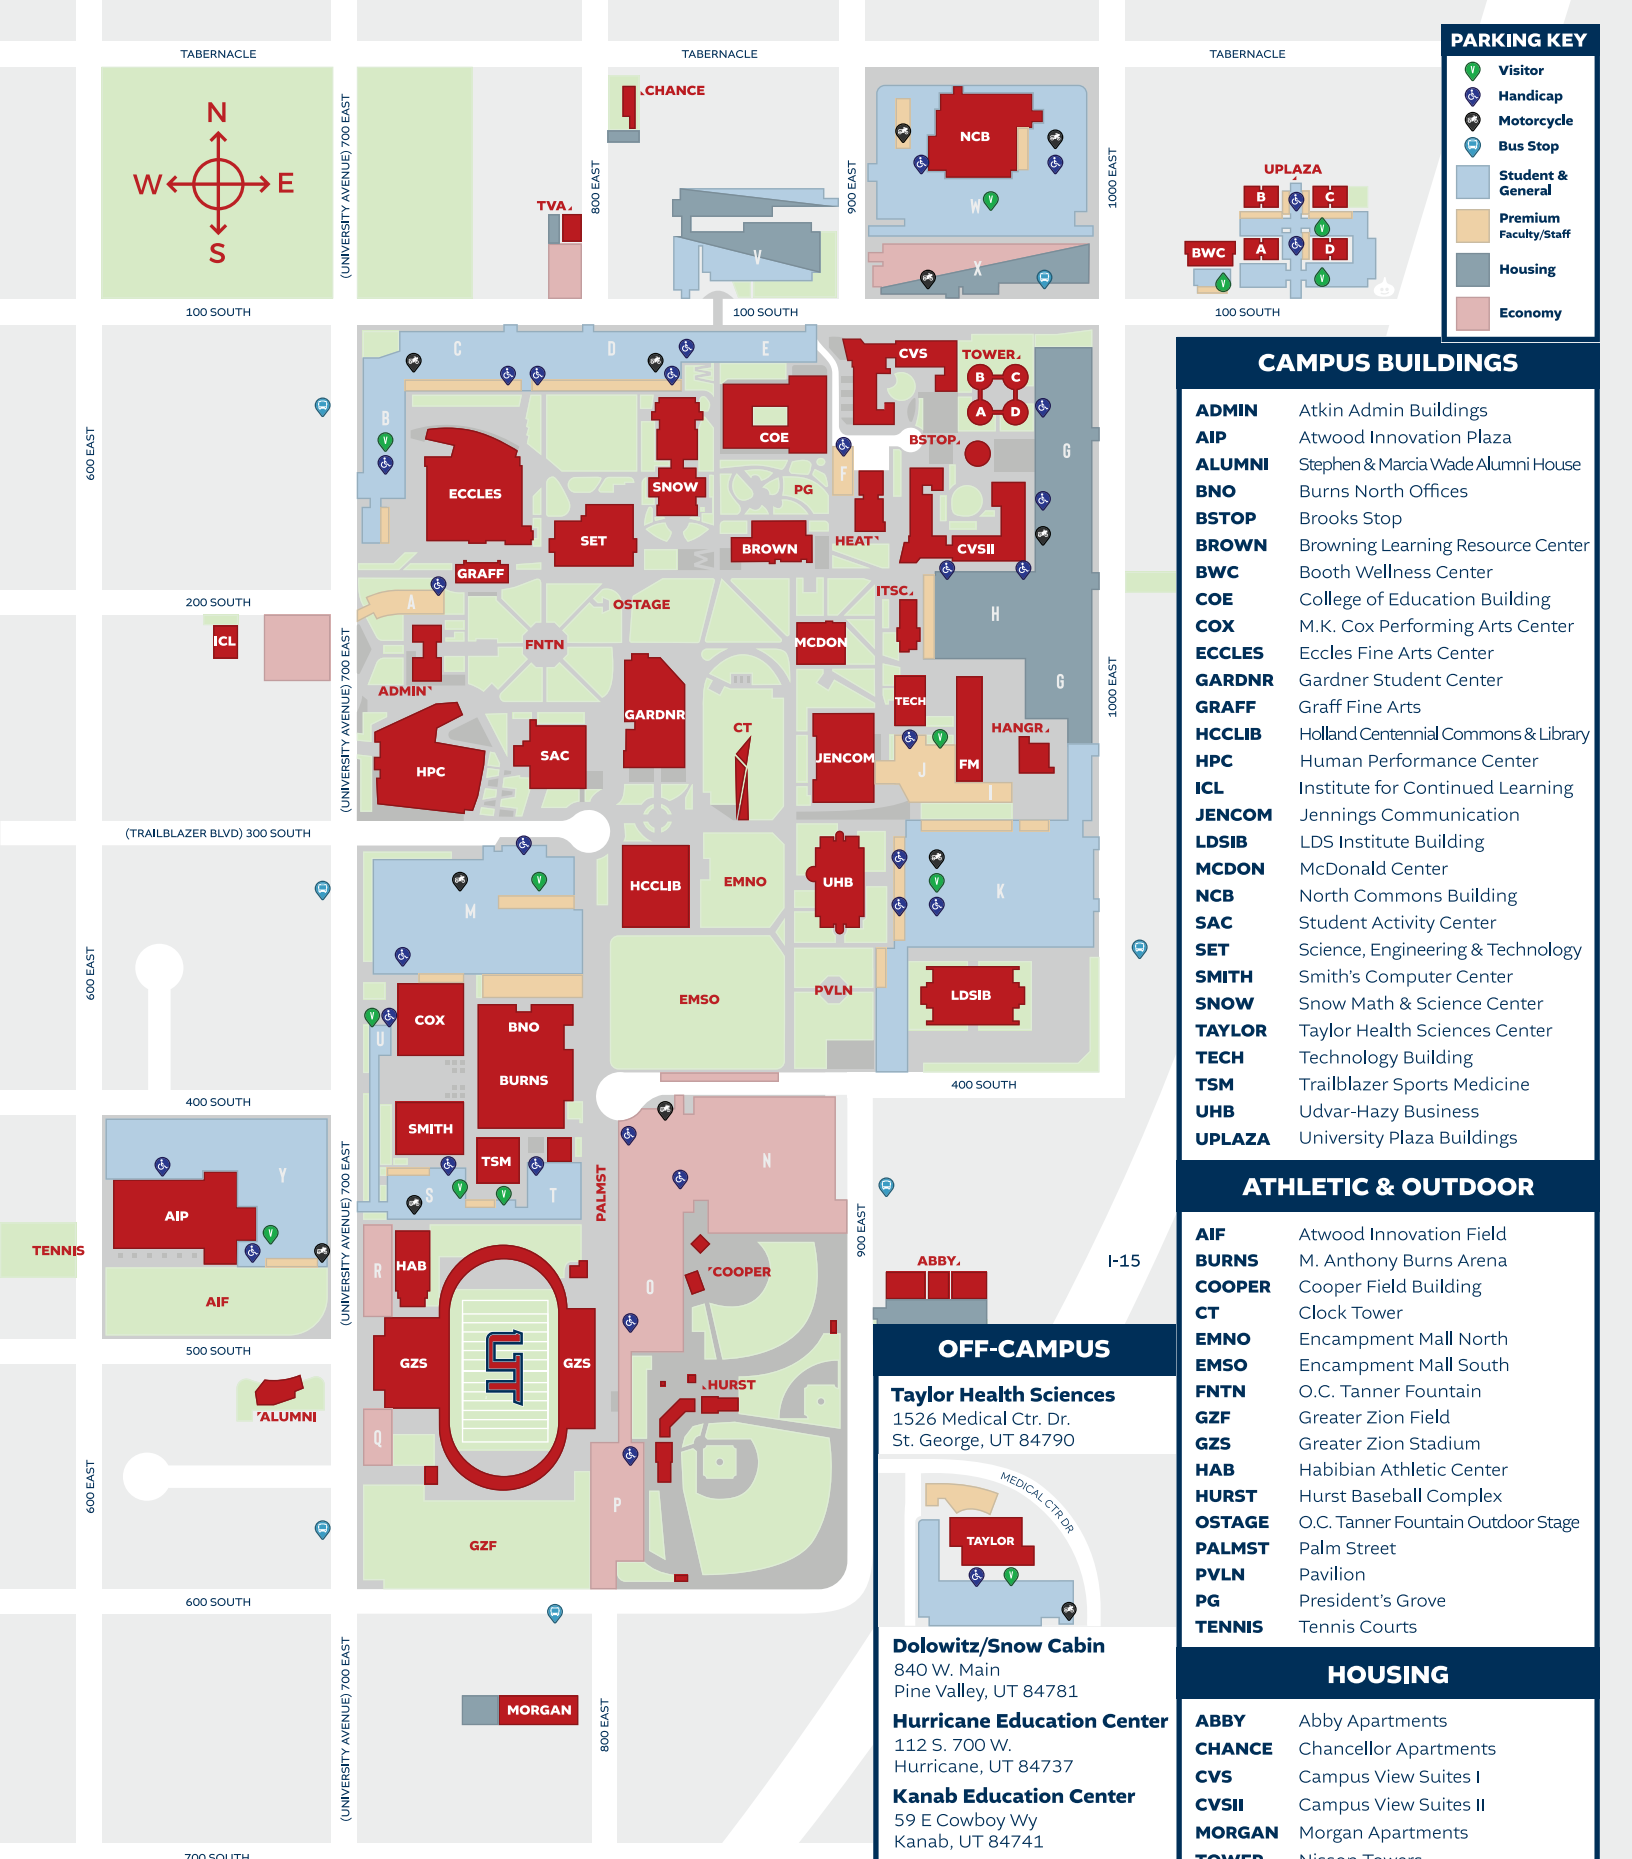 TABERNACLE
TABERNACLE
TABERNACLE
PARKING KEY
V Visitor
Handicap
Motorcycle
Bus Stop
Student &
General
Premium
Faculty/Staff
Housing
Economy
N
W E
S
(UNIVERSITY AVENUE) 700 EAST
CHANCE
800 EAST
TVA
900 EAST
NCB
W
V
V
X
1000 EAST
UPLAZA
B
C
V
BWC
A
D
V
V
100 SOUTH
100 SOUTH
100 SOUTH
C
D
E
CVS
TOWER
B
C
A
D
B
V
COE
BSTOP
G
600 EAST
ECCLES
SNOW
PG
F
SET
BROWN
HEAT
CVSII
GRAFF
A
OSTAGE
ITSC
H
200 SOUTH
ICL
FNTN
MCDON
G
ADMIN
TECH
1000 EAST
(UNIVERSITY AVENUE) 700 EAST
GARDNR
CT
HANGR
V
HPC
SAC
JENCOM
J
FM
I
(TRAILBLAZER BLVD) 300 SOUTH
V
M
HCCLIB
EMNO
UHB
V
K
600 EAST
EMSO
PVLN
LDSIB
V
U
COX
BNO
BURNS
400 SOUTH
400 SOUTH
SMITH
TSM
Y
S
V
V
T
PALMST
N
AIP
V
TENNIS
AIF
(UNIVERSITY AVENUE) 700 EAST
R
HAB
O
COOPER
900 EAST
ABBY
I-15
500 SOUTH
GZS
UT
GZS
ALUMNI
HURST
Q
600 EAST
P
GZF
600 SOUTH
(UNIVERSITY AVENUE) 700 EAST
MORGAN
800 EAST
700 SOUTH
CAMPUS BUILDINGS
ADMIN Atkin Admin Buildings
AIP Atwood Innovation Plaza
ALUMNI Stephen & Marcia Wade Alumni House
BNO Burns North Offices
BSTOP Brooks Stop
BROWN Browning Learning Resource Center
BWC Booth Wellness Center
COE College of Education Building
COX M.K. Cox Performing Arts Center
ECCLES Eccles Fine Arts Center
GARDNR Gardner Student Center
GRAFF Graff Fine Arts
HCCLIB Holland Centennial Commons & Library
HPC Human Performance Center
ICL Institute for Continued Learning
JENCOM Jennings Communication
LDSIB LDS Institute Building
MCDON McDonald Center
NCB North Commons Building
SAC Student Activity Center
SET Science, Engineering & Technology
SMITH Smith's Computer Center
SNOW Snow Math & Science Center
TAYLOR Taylor Health Sciences Center
TECH Technology Building
TSM Trailblazer Sports Medicine
UHB Udvar-Hazy Business
UPLAZA University Plaza Buildings
ATHLETIC & OUTDOOR
AIF Atwood Innovation Field
BURNS M. Anthony Burns Arena
COOPER Cooper Field Building
CT Clock Tower
EMNO Encampment Mall North
EMSO Encampment Mall South
FNTN O.C. Tanner Fountain
GZF Greater Zion Field
GZS Greater Zion Stadium
HAB Habibian Athletic Center
HURST Hurst Baseball Complex
OSTAGE O.C. Tanner Fountain Outdoor Stage
PALMST Palm Street
PVLN Pavilion
PG President's Grove
TENNIS Tennis Courts
HOUSING
ABBY Abby Apartments
CHANCE Chancellor Apartments
CVS Campus View Suites I
CVSII Campus View Suites II
MORGAN Morgan Apartments
TOWER Nisson Towers
OFF-CAMPUS
Taylor Health Sciences
1526 Medical Ctr. Dr.
St. George, UT 84790
MEDICAL CTR DR
TAYLOR
V
Dolowitz/Snow Cabin
840 W. Main
Pine Valley, UT 84781
Hurricane Education Center
112 S. 700 W.
Hurricane, UT 84737
Kanab Education Center
59 E Cowboy Wy
Kanab, UT 84741